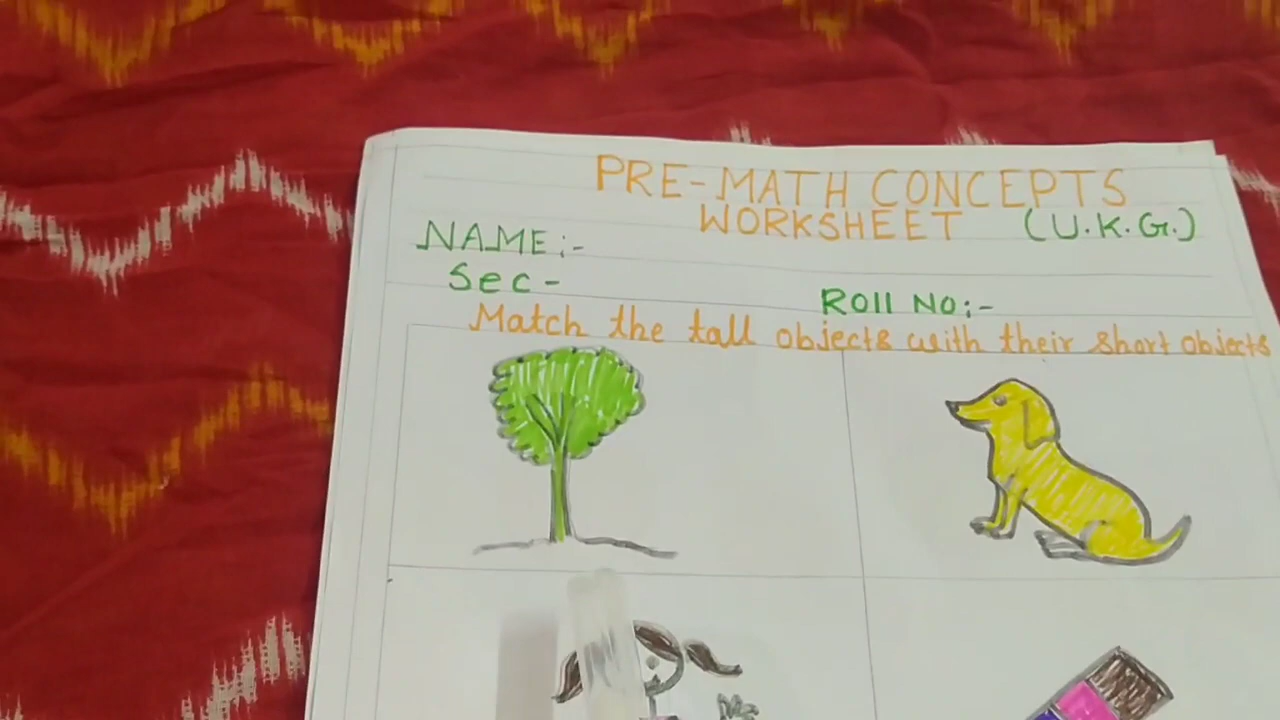 PRE-MATH CONCEPTS
WORKSHEET (U.K.G.)
NAME:-
Sec-
Roll No:-
Match the tall objects with their short objects